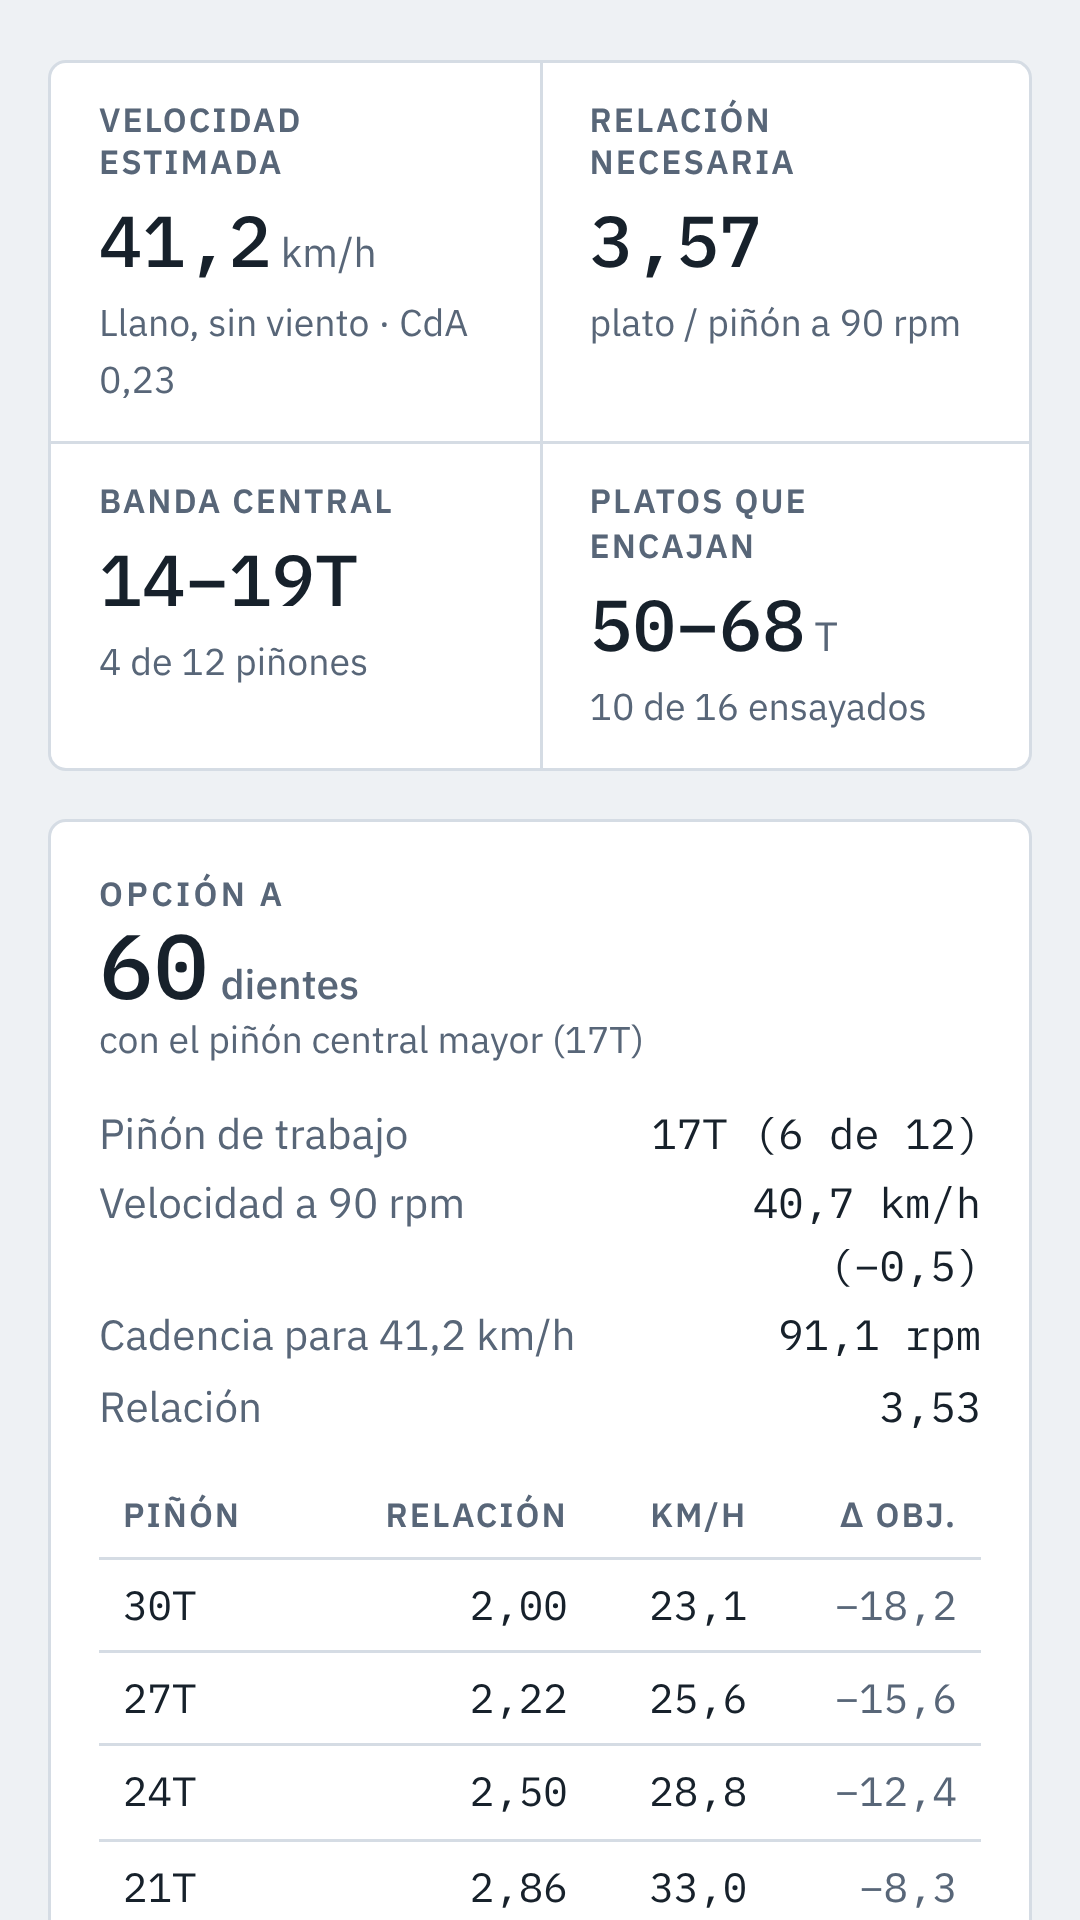 VELOCIDAD
ESTIMADA
41,2 km/h
Llano, sin viento · CdA
0,23
RELACIÓN
NECESARIA
3,57
plato / piñón a 90 rpm
BANDA CENTRAL
14–19T
4 de 12 piñones
PLATOS QUE
ENCAJAN
50–68 T
10 de 16 ensayados
OPCIÓN A
60 dientes
con el piñón central mayor (17T)
Piñón de trabajo 17T (6 de 12)
Velocidad a 90 rpm 40,7 km/h
(−0,5)
Cadencia para 41,2 km/h 91,1 rpm
Relación 3,53
PIÑÓN RELACIÓN KM/H Δ OBJ.
30T 2,00 23,1 −18,2
27T 2,22 25,6 −15,6
24T 2,50 28,8 −12,4
21T 2,86 33,0 −8,3